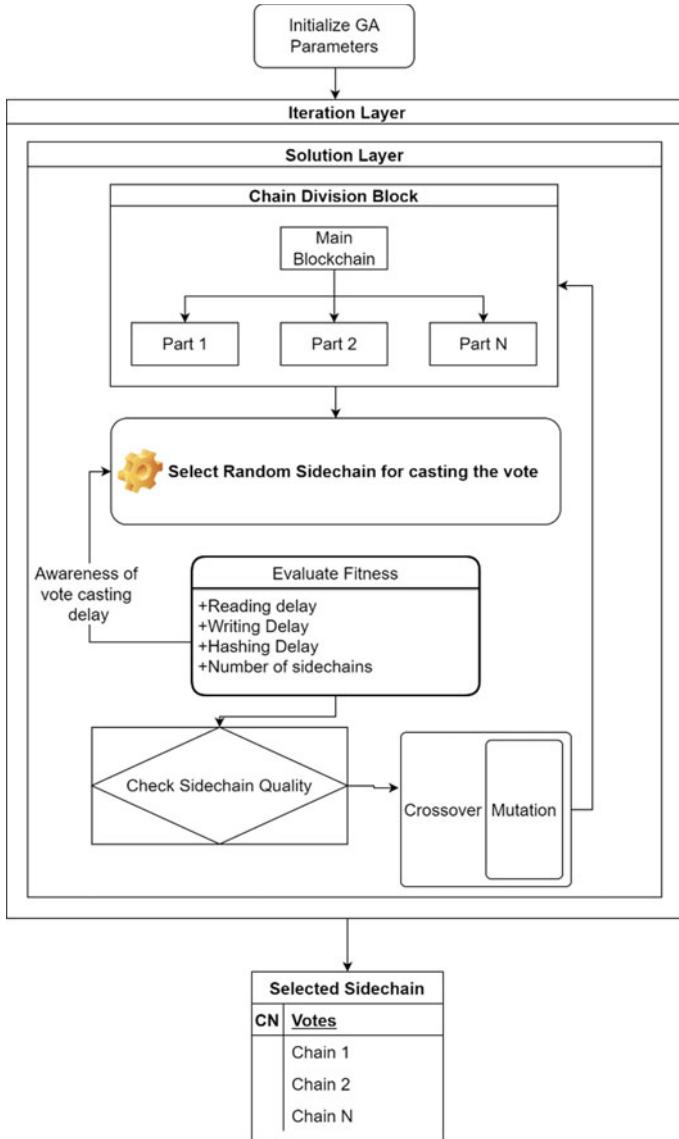 Initialize GA
Parameters
Iteration Layer
Solution Layer
Chain Division Block
Main
Blockchain
Part 1
Part 2
Part N
Select Random Sidechain for casting the vote
Awareness of
vote casting
delay
Evaluate Fitness
+Reading delay
+Writing Delay
+Hashing Delay
+Number of sidechains
Check Sidechain Quality
Crossover
Mutation
Selected Sidechain
CN Votes
Chain 1
Chain 2
Chain N